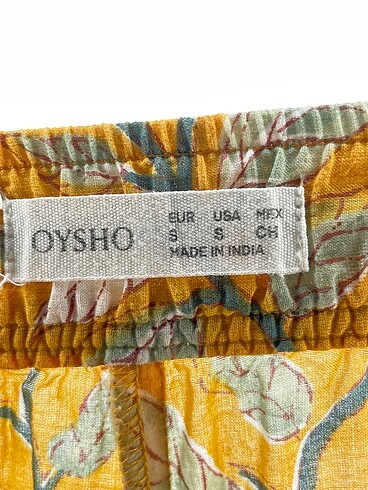 OYSHO
EUR USA MEX
S S CH
MADE IN INDIA